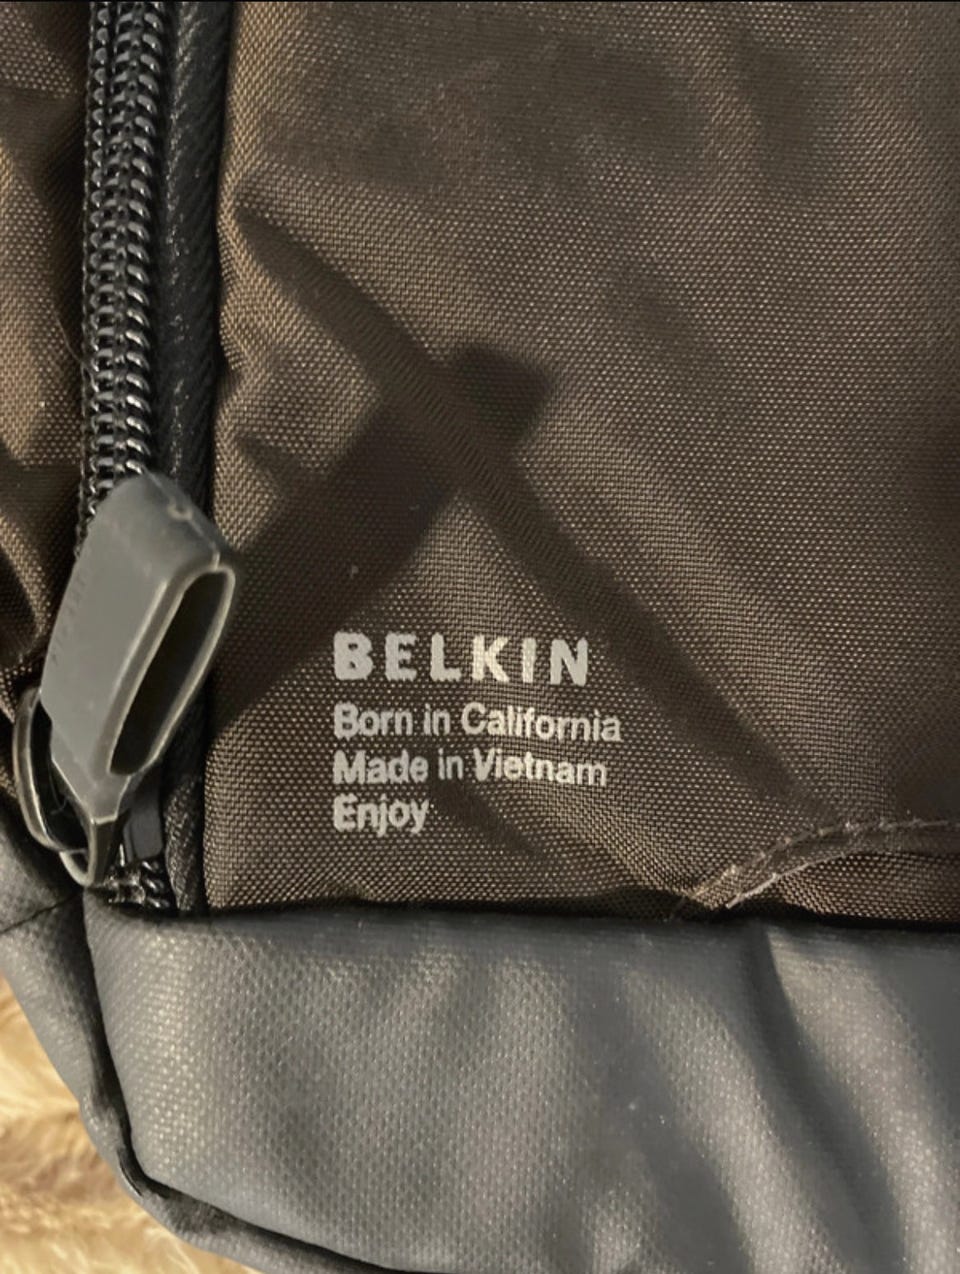 BELKIN
Born in California
Made in Vietnam
Enjoy